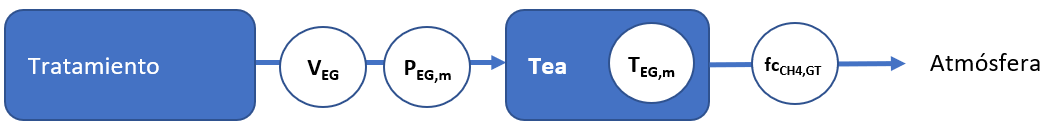 Tratamiento
VEG
PEG,m
Tea
TEG,m
fcCH4,GT
Atmósfera